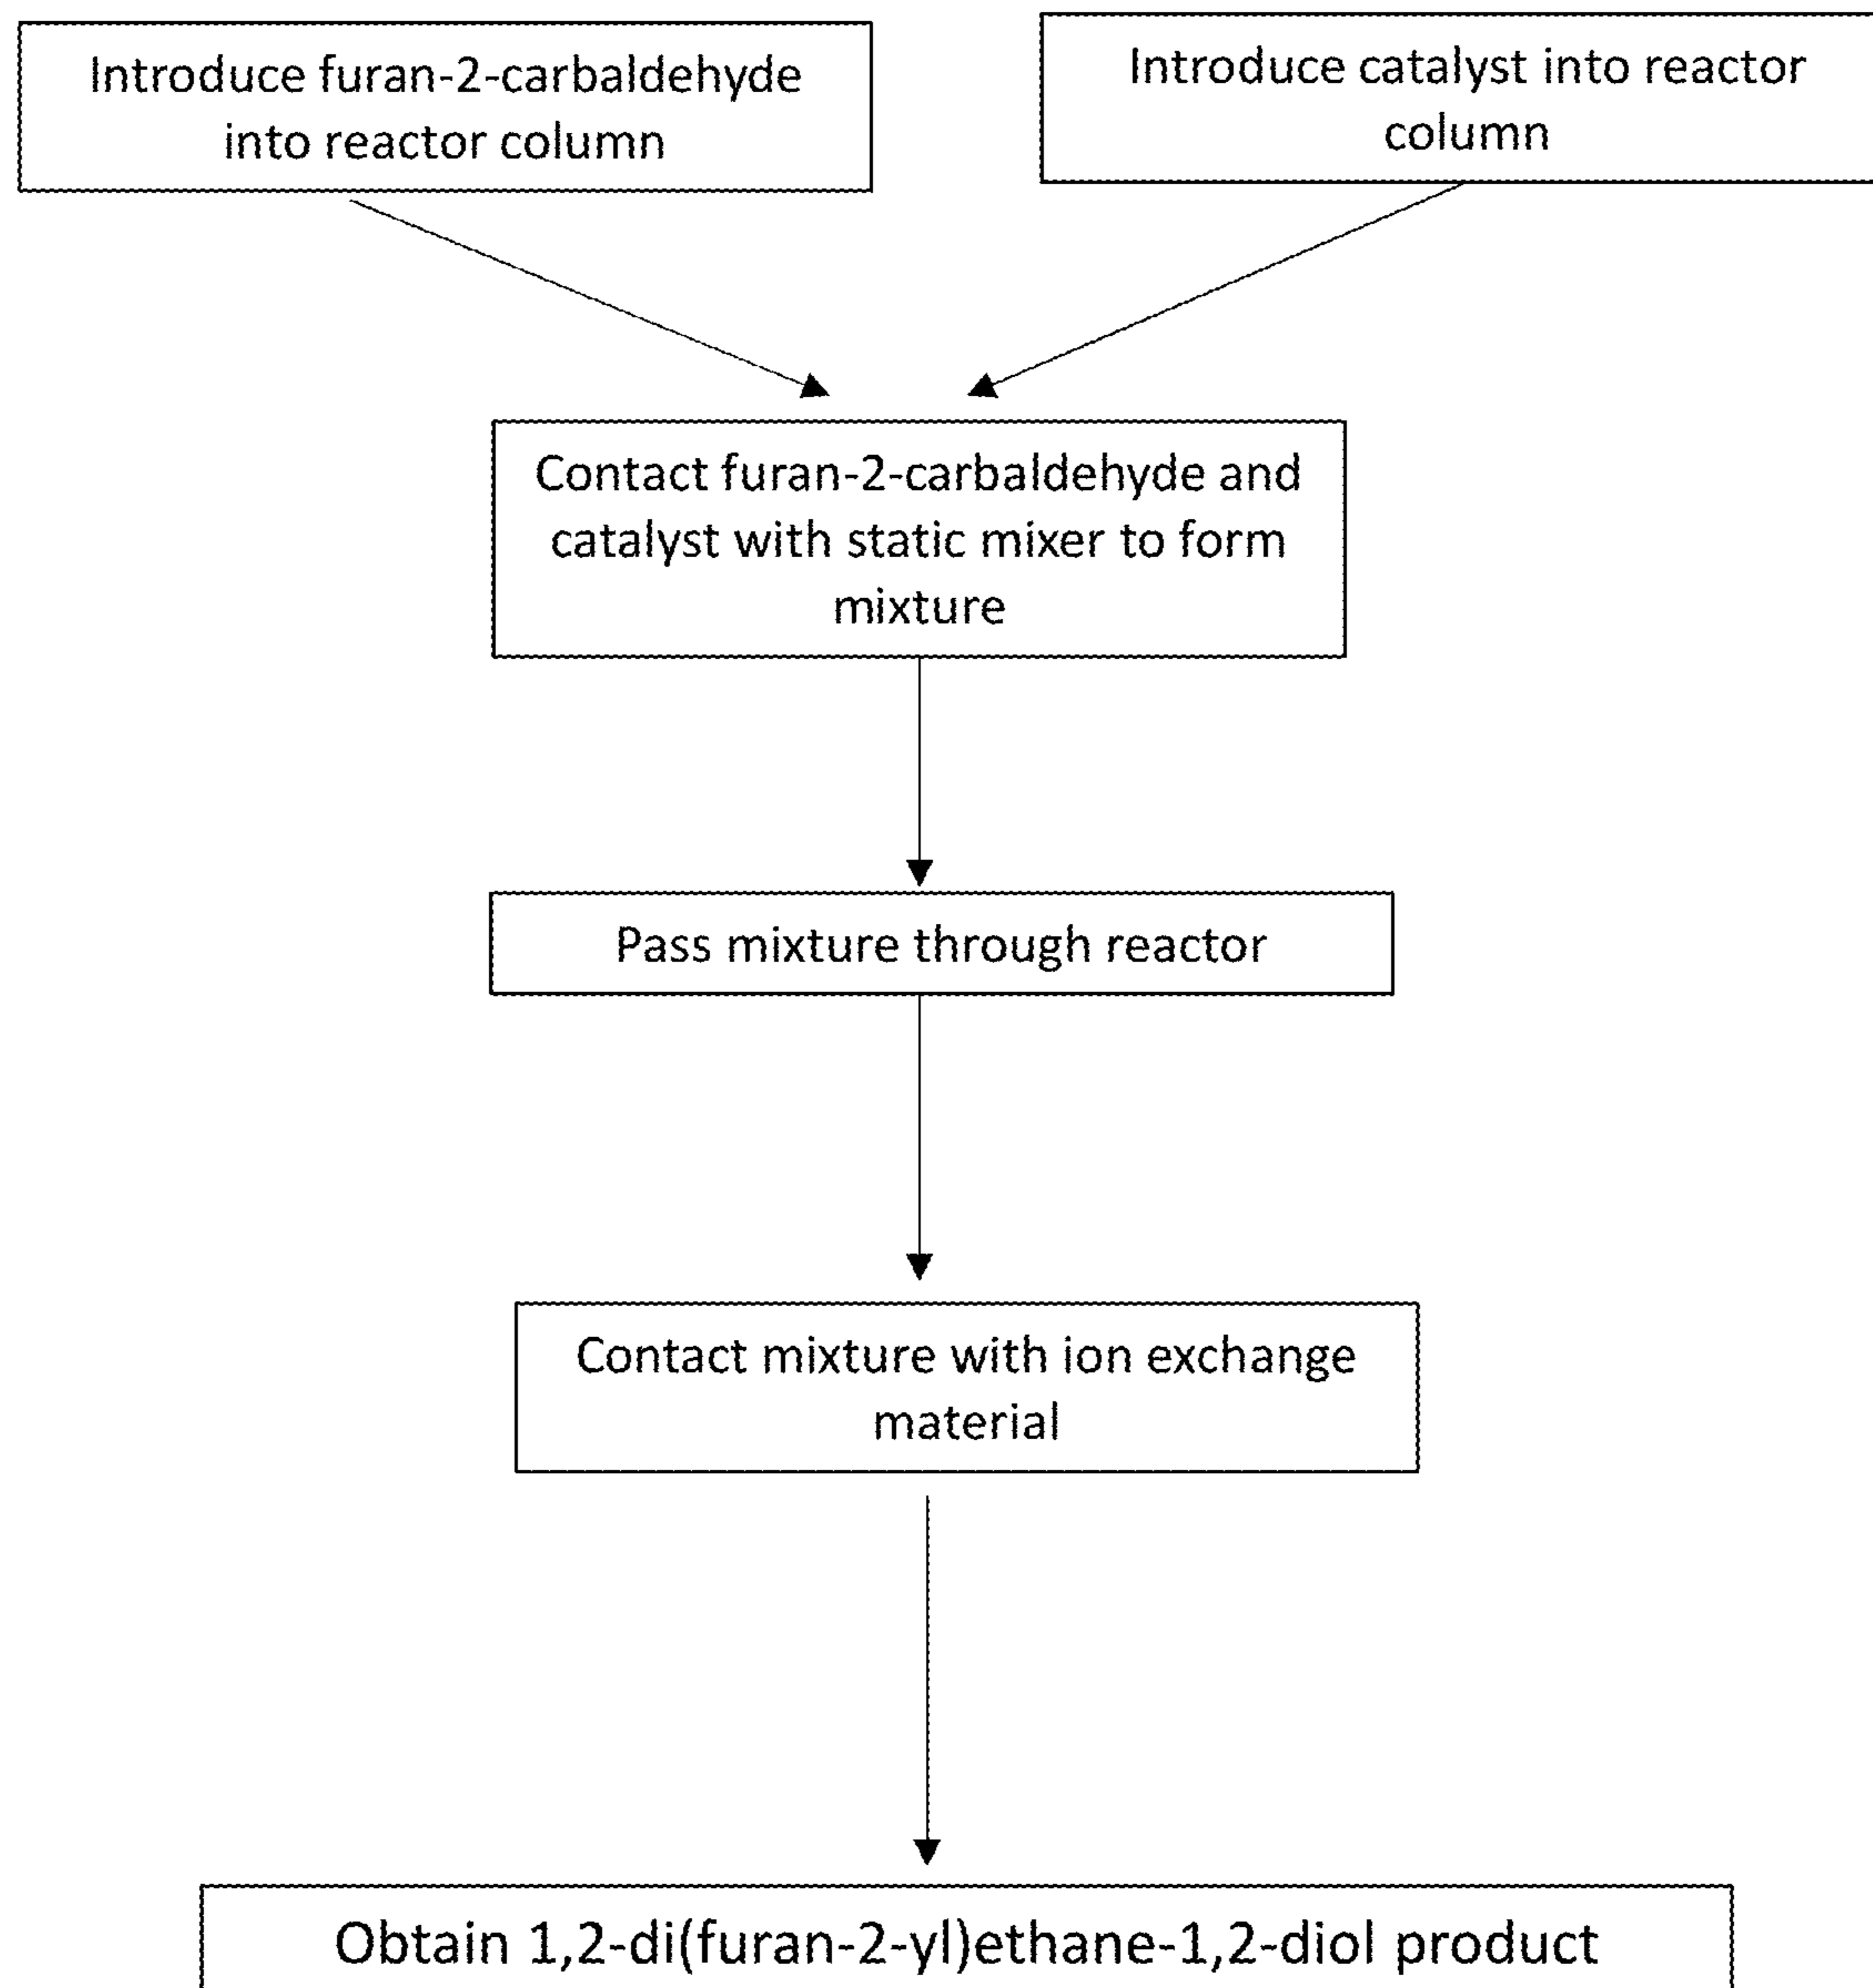 Introduce furan-2-carbaldehyde
into reactor column
Introduce catalyst into reactor
column
Contact furan-2-carbaldehyde and
catalyst with static mixer to form
mixture
Pass mixture through reactor
Contact mixture with ion exchange
material
Obtain 1,2-di(furan-2-yl)ethane-1,2-diol product